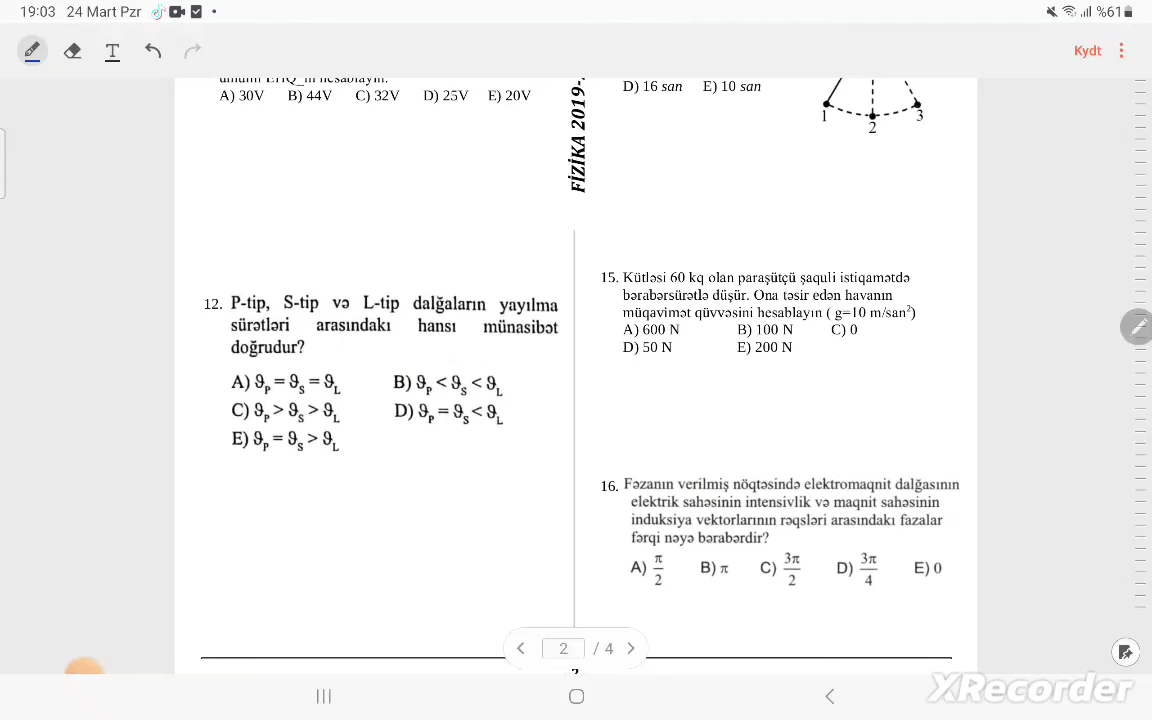 19:03 24 Mart Pzr
%61
Kydt
A) 30V B) 44V C) 32V D) 25V E) 20V
12. P-tip, S-tip və L-tip dalğaların yayılma
sürətləri arasındakı hansı münasibət
doğrudur?
A) ϑP = ϑS = ϑL B) ϑP < ϑS < ϑL
C) ϑP > ϑS > ϑL D) ϑP = ϑS < ϑL
E) ϑP = ϑS > ϑL
FİZİKA 2019-
D) 16 san E) 10 san
1 2 3
15. Kütləsi 60 kq olan paraşütçü şaquli istiqamətdə
bərabərsürətlə düşür. Ona təsir edən havanın
müqavimət qüvvəsini hesablayın ( g=10 m/san²)
A) 600 N B) 100 N C) 0
D) 50 N E) 200 N
16. Fəzanın verilmiş nöqtəsində elektromaqnit dalğasının
elektrik sahəsinin intensivlik və maqnit sahəsinin
induksiya vektorlarının rəqsləri arasındakı fazalar
fərqi nəyə bərabərdir?
A) π/2 B) π C) 3π/2 D) 3π/4 E) 0
2 / 4
XRecorder